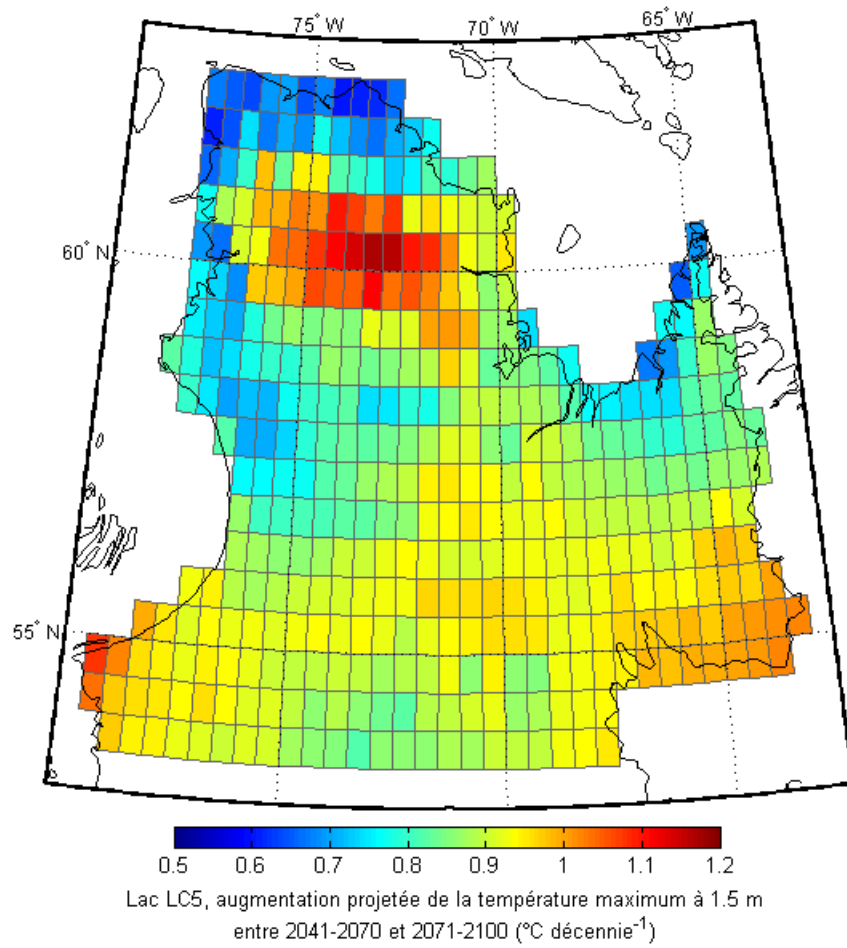 75° W
70° W
65° W
60° N
55° N
0.5 0.6 0.7 0.8 0.9 1 1.1 1.2
Lac LC5, augmentation projetée de la température maximum à 1.5 m
entre 2041-2070 et 2071-2100 (°C décennie⁻¹)